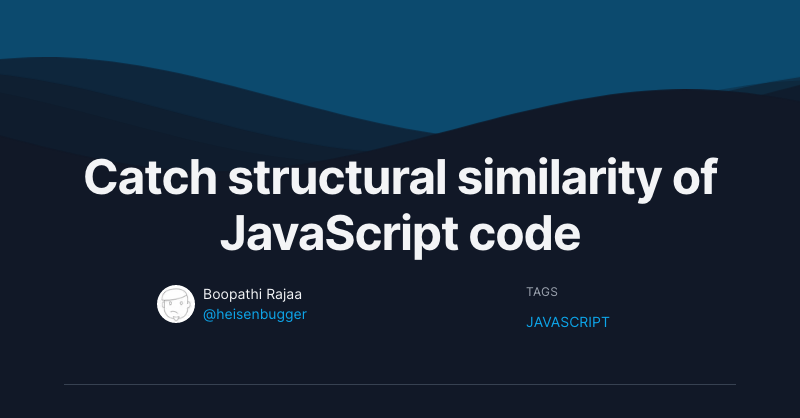 Catch structural similarity of
JavaScript code
Boopathi Rajaa
@heisenbugger
TAGS
JAVASCRIPT